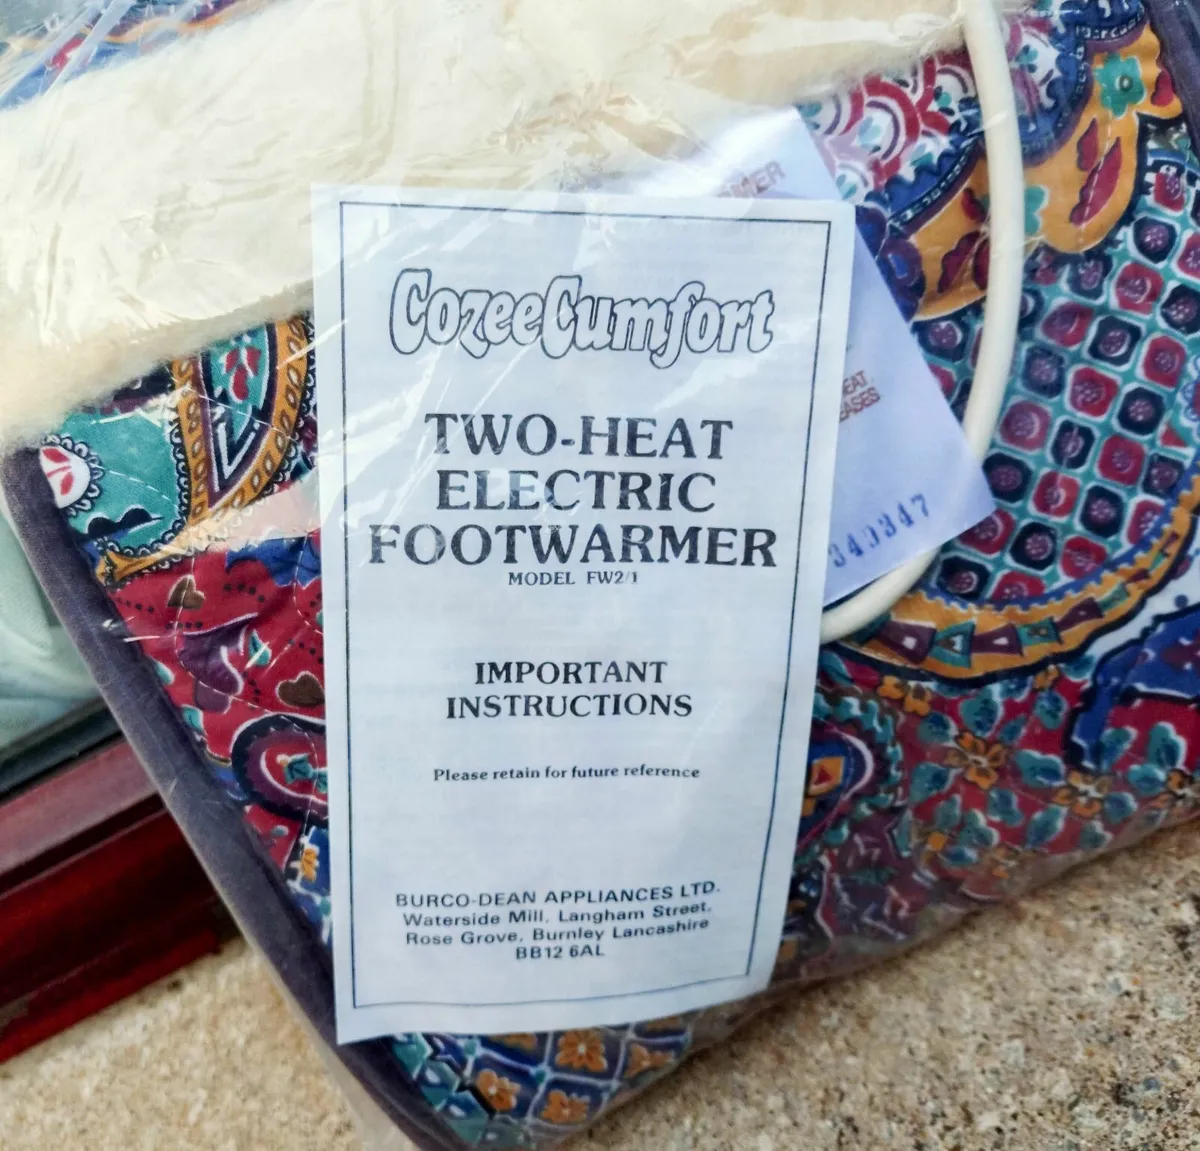 CozeeCumfort
TWO-HEAT
ELECTRIC
FOOTWARMER
MODEL FW2/1
IMPORTANT
INSTRUCTIONS
Please retain for future reference
BURCO-DEAN APPLIANCES LTD.
Waterside Mill, Langham Street,
Rose Grove, Burnley Lancashire
BB12 6AL